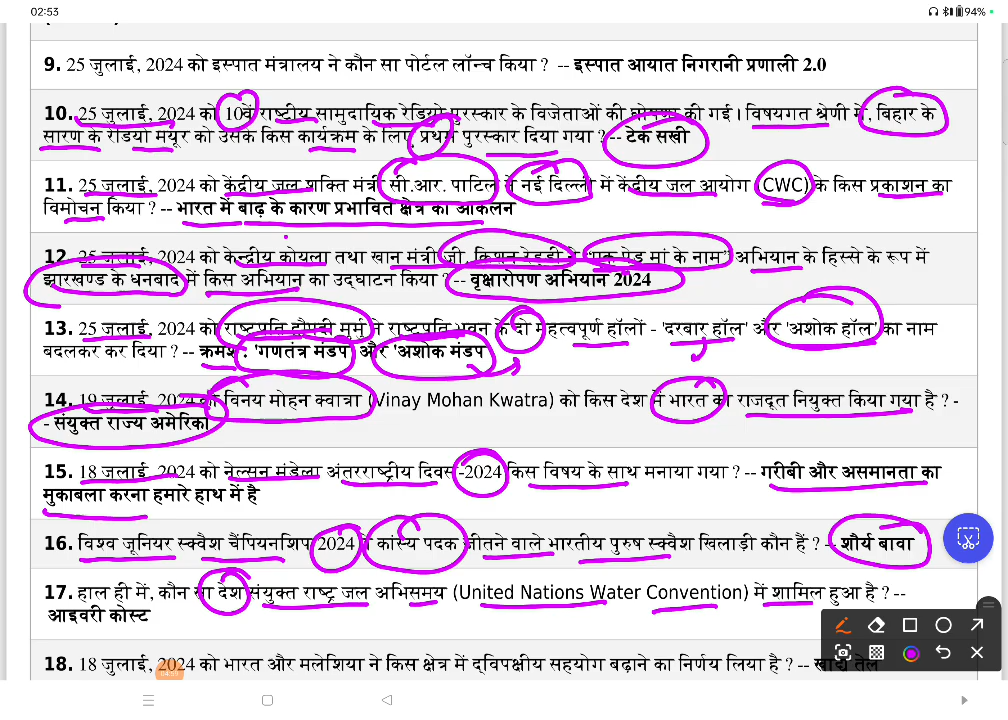 02:53
94%
9. 25 जुलाई, 2024 को इस्पात मंत्रालय ने कौन सा पोर्टल लॉन्च किया ? -- इस्पात आयात निगरानी प्रणाली 2.0
10. 25 जुलाई, 2024 को 10वें राष्ट्रीय सामुदायिक रेडियो पुरस्कार के विजेताओं की घोषणा की गई। विषयगत श्रेणी में, बिहार के
सारण के रेडियो मयूर को उसके किस कार्यक्रम के लिए प्रथम पुरस्कार दिया गया ? -- टेक सखी
11. 25 जुलाई, 2024 को केंद्रीय जल शक्ति मंत्री सी.आर. पाटिल ने नई दिल्ली में केंद्रीय जल आयोग (CWC) के किस प्रकाशन का
विमोचन किया ? -- भारत में बाढ़ के कारण प्रभावित क्षेत्र का आकलन
12. 25 जुलाई, 2024 को केन्द्रीय कोयला तथा खान मंत्री जी. किशन रेड्डी ने "एक पेड़ मां के नाम" अभियान के हिस्से के रूप में
झारखण्ड के धनबाद में किस अभियान का उद्घाटन किया ? -- वृक्षारोपण अभियान 2024
13. 25 जुलाई, 2024 को राष्ट्रपति द्रौपदी मुर्मु ने राष्ट्रपति भवन के दो महत्वपूर्ण हॉलों - 'दरबार हॉल' और 'अशोक हॉल' का नाम
बदलकर कर दिया ? -- क्रमश: 'गणतंत्र मंडप' और 'अशोक मंडप'
14. 19 जुलाई, 2024 को विनय मोहन क्वात्रा (Vinay Mohan Kwatra) को किस देश में भारत का राजदूत नियुक्त किया गया है ? -
- संयुक्त राज्य अमेरिका
15. 18 जुलाई, 2024 को नेल्सन मंडेला अंतरराष्ट्रीय दिवस -2024 किस विषय के साथ मनाया गया ? -- गरीबी और असमानता का
मुकाबला करना हमारे हाथ में है
16. विश्व जूनियर स्क्वैश चैंपियनशिप 2024 में कांस्य पदक जीतने वाले भारतीय पुरुष स्क्वैश खिलाड़ी कौन हैं ? -- शौर्य बावा
17. हाल ही में, कौन सा देश संयुक्त राष्ट्र जल अभिसमय (United Nations Water Convention) में शामिल हुआ है ? --
आइवरी कोस्ट
18. 18 जुलाई, 2024 को भारत और मलेशिया ने किस क्षेत्र में द्विपक्षीय सहयोग बढ़ाने का निर्णय लिया है ? -- खाद्य तेल
04:59